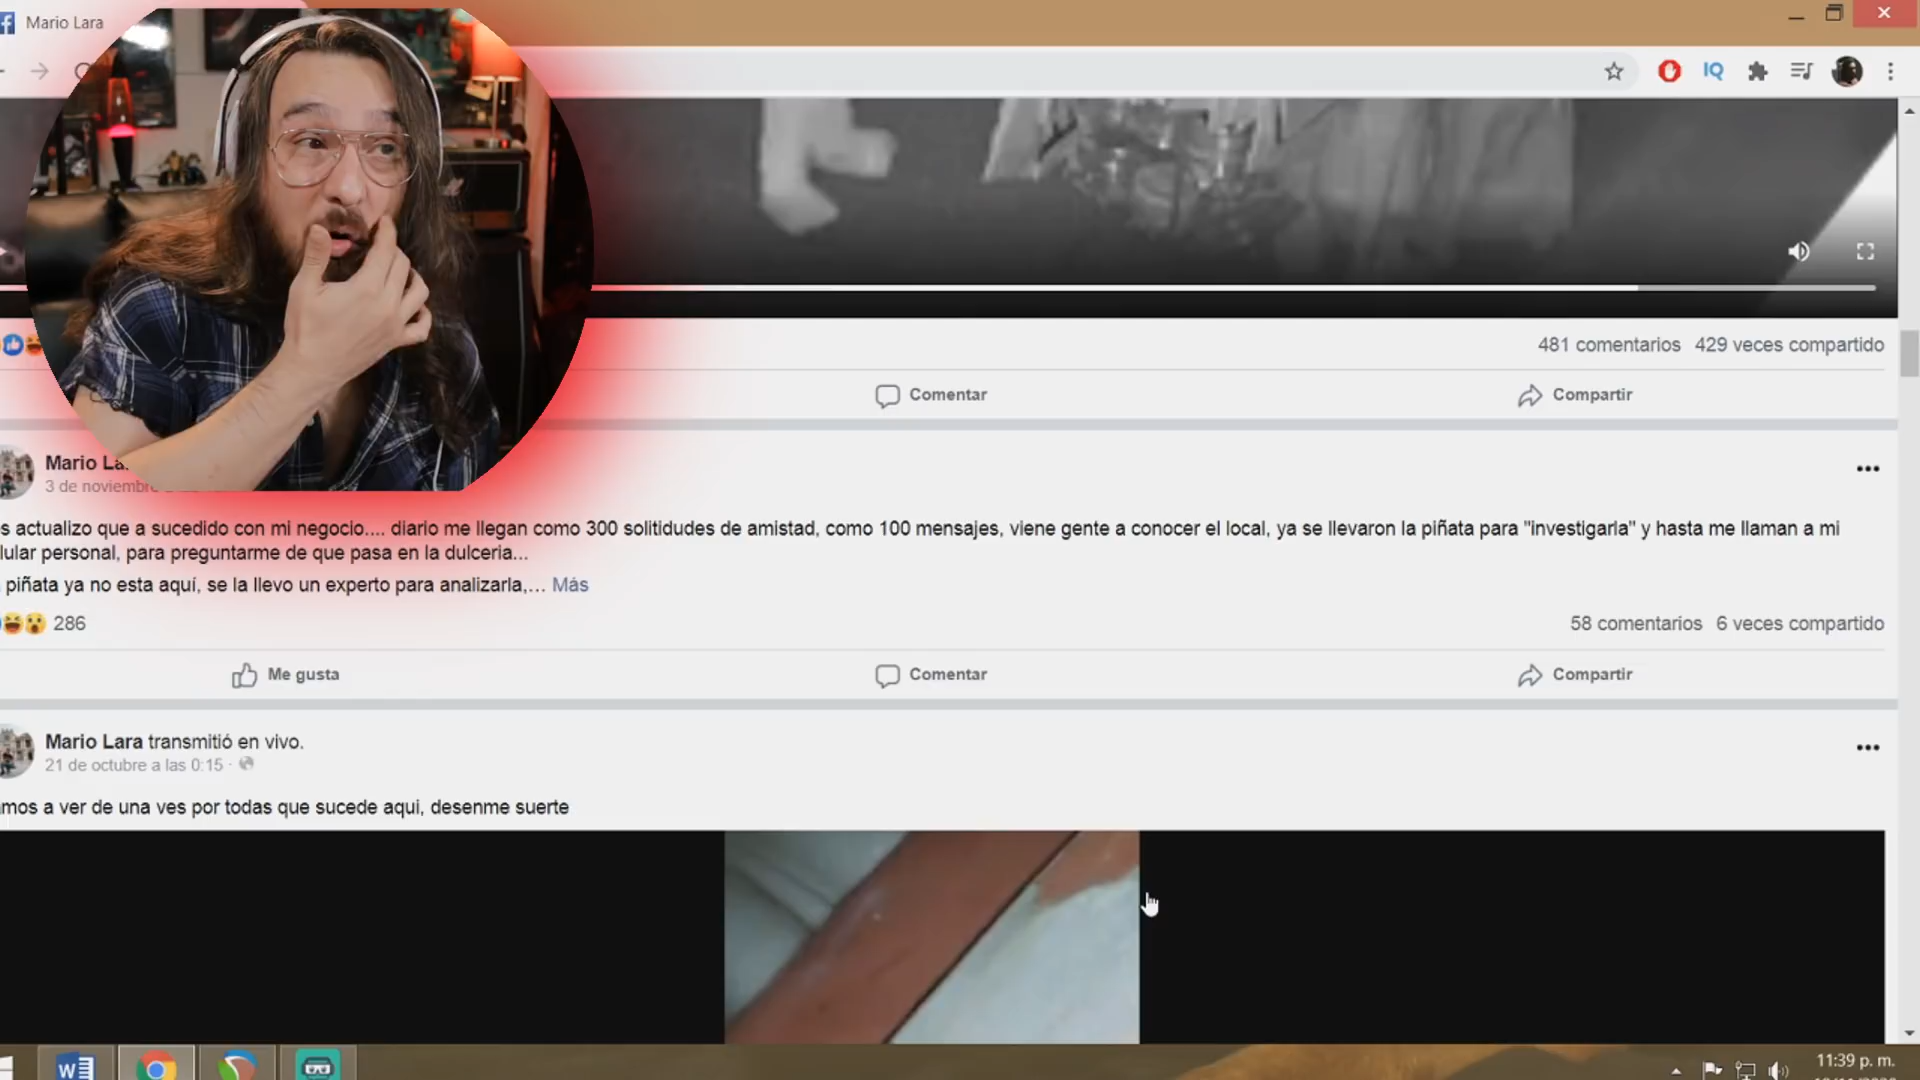 Mario Lara
IQ
481 comentarios 429 veces compartido
Comentar
Compartir
Mario La
3 de noviembre
s actualizo que a sucedido con mi negocio.... diario me llegan como 300 solitidudes de amistad, como 100 mensajes, viene gente a conocer el local, ya se llevaron la piñata para "investigarla" y hasta me llaman a mi
lular personal, para preguntarme de que pasa en la dulceria...
piñata ya no esta aquí, se la llevo un experto para analizarla,... Más
286
58 comentarios 6 veces compartido
Me gusta
Comentar
Compartir
Mario Lara transmitió en vivo.
21 de octubre a las 0:15 ·
mos a ver de una ves por todas que sucede aqui, desenme suerte
11:39 p. m.